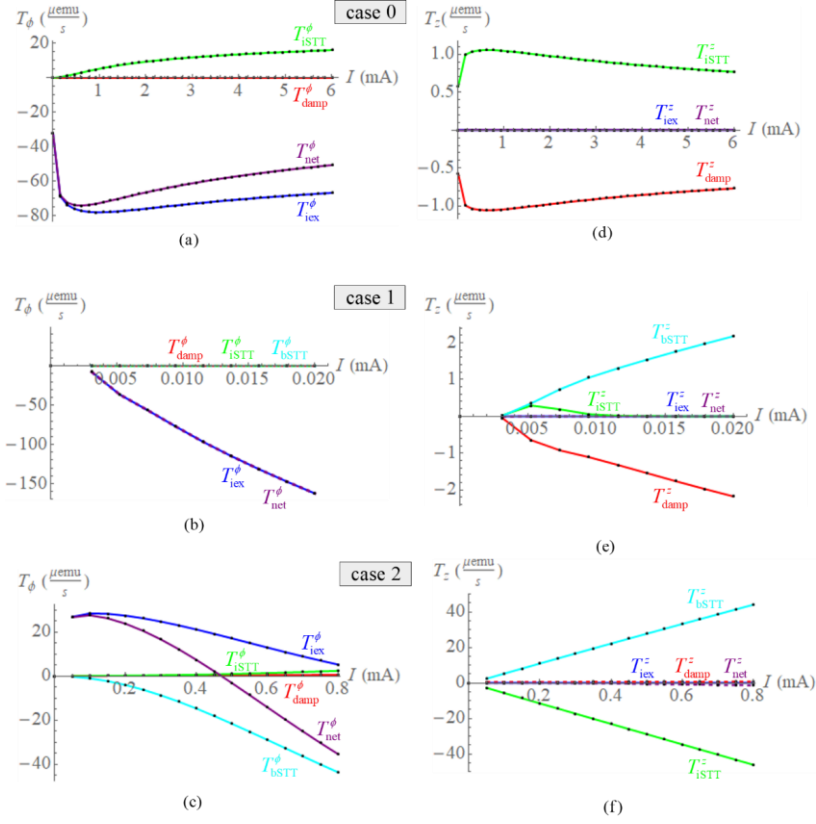 case 0
T_ϕ (μemu/s)
20
T^ϕ_iSTT
I (mA)
1 2 3 4 5 6
T^ϕ_damp
−20
−40
T^ϕ_net
−60
T^ϕ_iex
−80
(a)
T_z (μemu/s)
1.0
T^z_iSTT
0.5
T^z_iex T^z_net
I (mA)
1 2 3 4 5 6
−0.5
T^z_damp
−1.0
(d)
case 1
T_ϕ (μemu/s)
T^ϕ_damp T^ϕ_iSTT T^ϕ_bSTT
I (mA)
0.005 0.010 0.015 0.020
−50
−100
T^ϕ_iex
−150
T^ϕ_net
(b)
T_z (μemu/s)
2
T^z_bSTT
1
T^z_iSTT T^z_iex T^z_net
0
I (mA)
0.005 0.010 0.015 0.020
−1
T^z_damp
−2
(e)
case 2
T_ϕ (μemu/s)
20
T^ϕ_iex
T^ϕ_iSTT
0
I (mA)
0.2 0.4 0.6 0.8
T^ϕ_damp
−20
T^ϕ_net
T^ϕ_bSTT
−40
(c)
T_z (μemu/s)
40
T^z_bSTT
20
T^z_iex T^z_damp T^z_net
0
I (mA)
0.2 0.4 0.6 0.8
−20
−40
T^z_iSTT
(f)